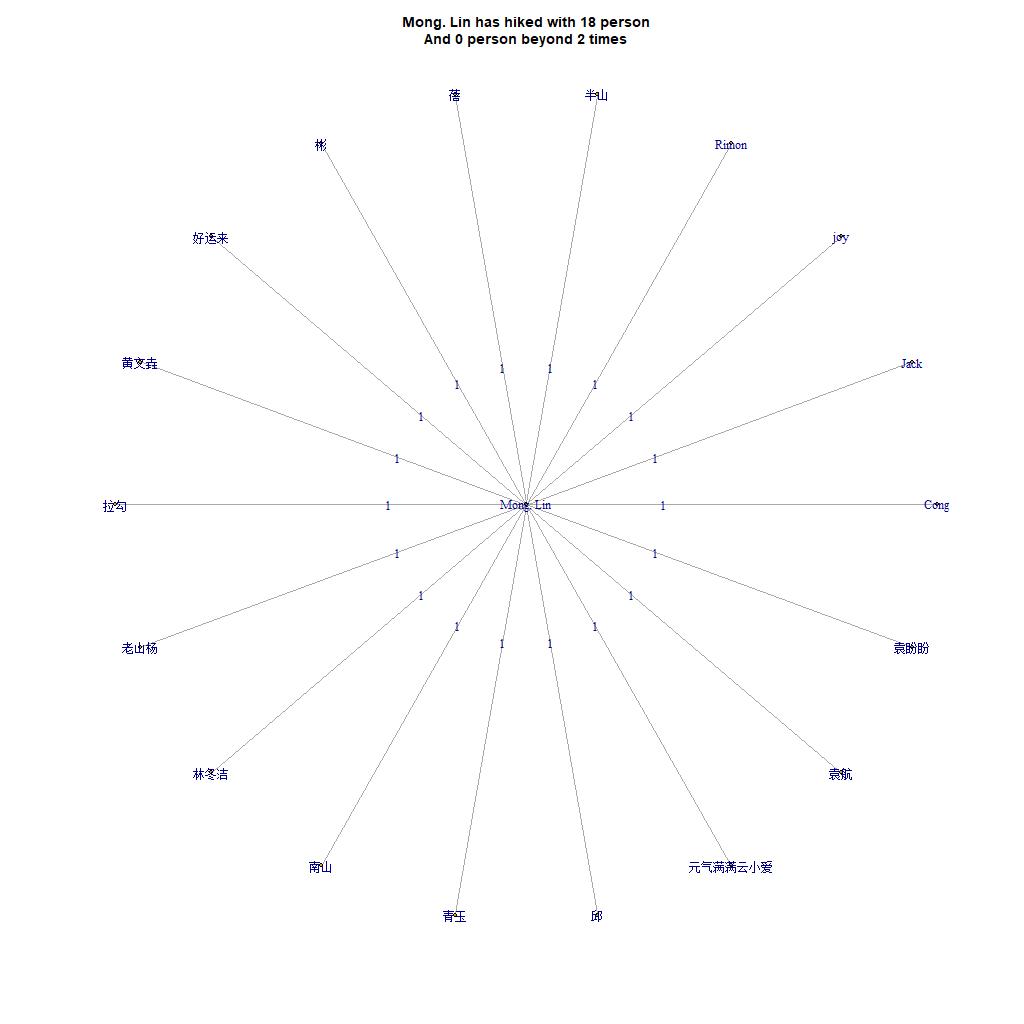 Mong. Lin has hiked with 18 person
And 0 person beyond 2 times
蓿 半山
彬 Rimon
好运来 joy
黄文垚 Jack
1 1
1 1
1 1
1 1
拉勾 1 Mong. Lin 1 Cong
1 1
1 1
1 1
1 1
老山杨 袁盼盼
林冬洁 袁航
南山 元气满满云小爱
青玉 邱